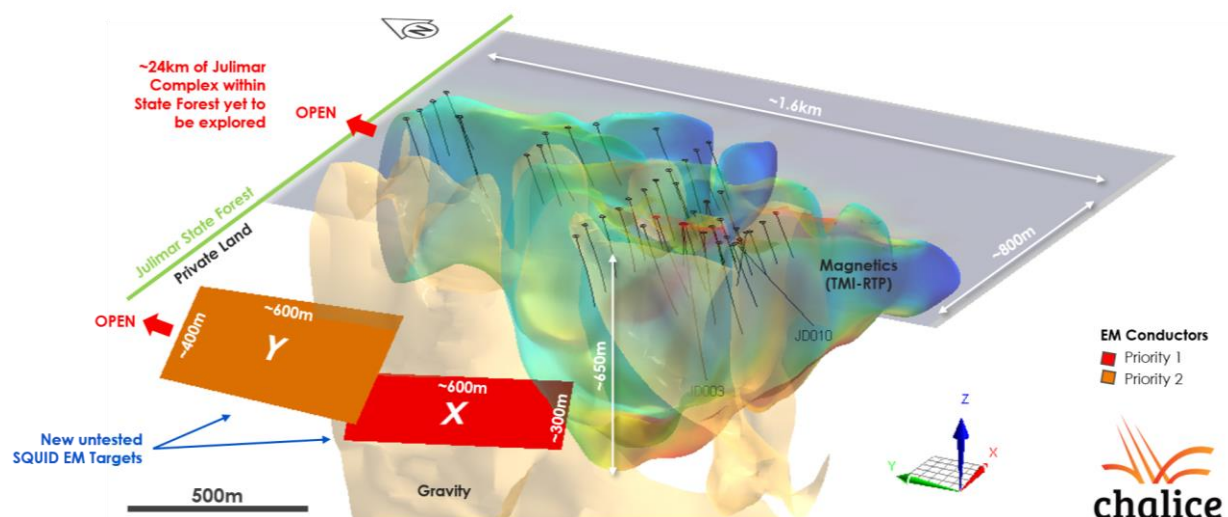 N
~24km of Julimar
Complex within
State Forest yet to
be explored
OPEN
~1.6km
Julimar State Forest
Private Land
~800m
Magnetics
(TMI-RTP)
OPEN
~600m
~400m
Y
~650m
JD010
JD003
EM Conductors
Priority 1
Priority 2
~600m
X
~300m
New untested
SQUID EM Targets
500m
Gravity
Z
X
Y
chalice